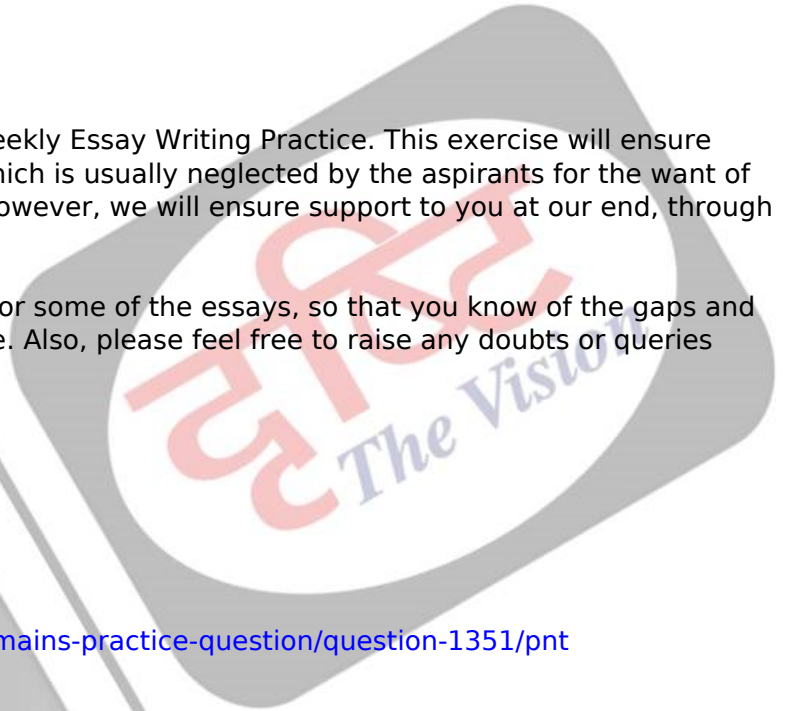 eekly Essay Writing Practice. This exercise will ensure
hich is usually neglected by the aspirants for the want of
owever, we will ensure support to you at our end, through
or some of the essays, so that you know of the gaps and
e. Also, please feel free to raise any doubts or queries
दृष्टि
The Vision
mains-practice-question/question-1351/pnt